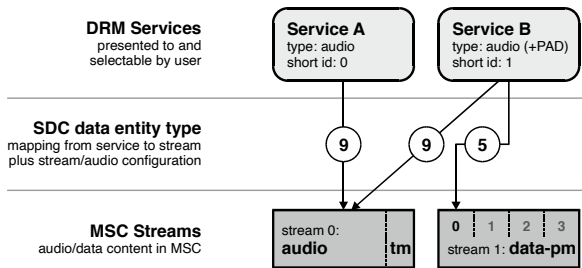 DRM Services
presented to and
selectable by user
Service A
type: audio
short id: 0
Service B
type: audio (+PAD)
short id: 1
SDC data entity type
mapping from service to stream
plus stream/audio configuration
9
9
5
MSC Streams
audio/data content in MSC
stream 0:
audio
tm
0 1 2 3
stream 1: data-pm